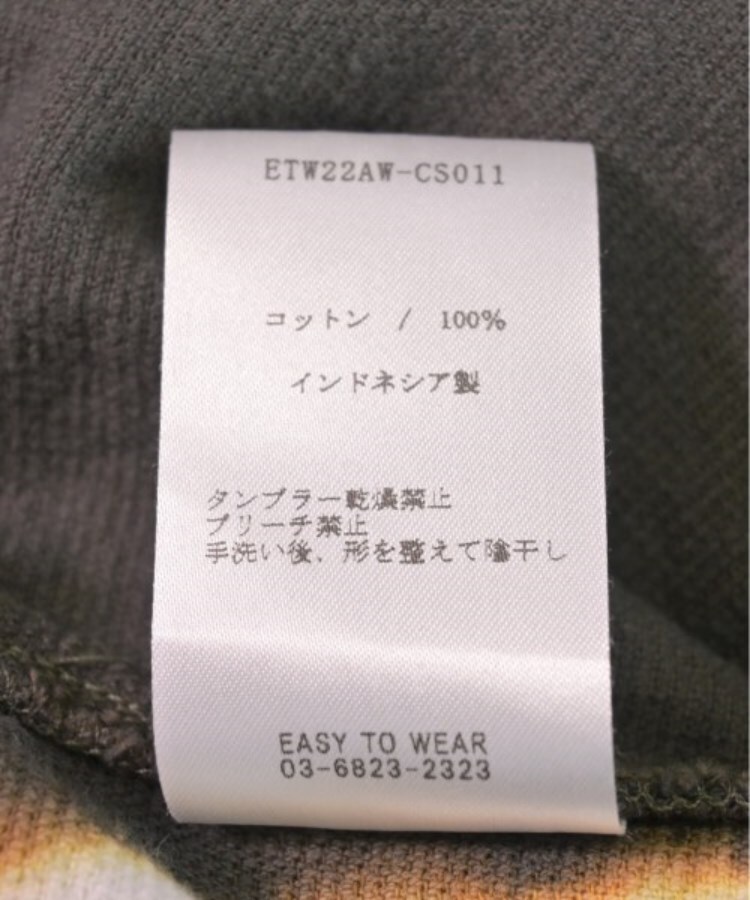 ETW22AW-CS011
コットン / 100%
インドネシア製
タンブラー乾燥禁止
ブリーチ禁止
手洗い後、形を整えて陰干し
EASY TO WEAR
03-6823-2323